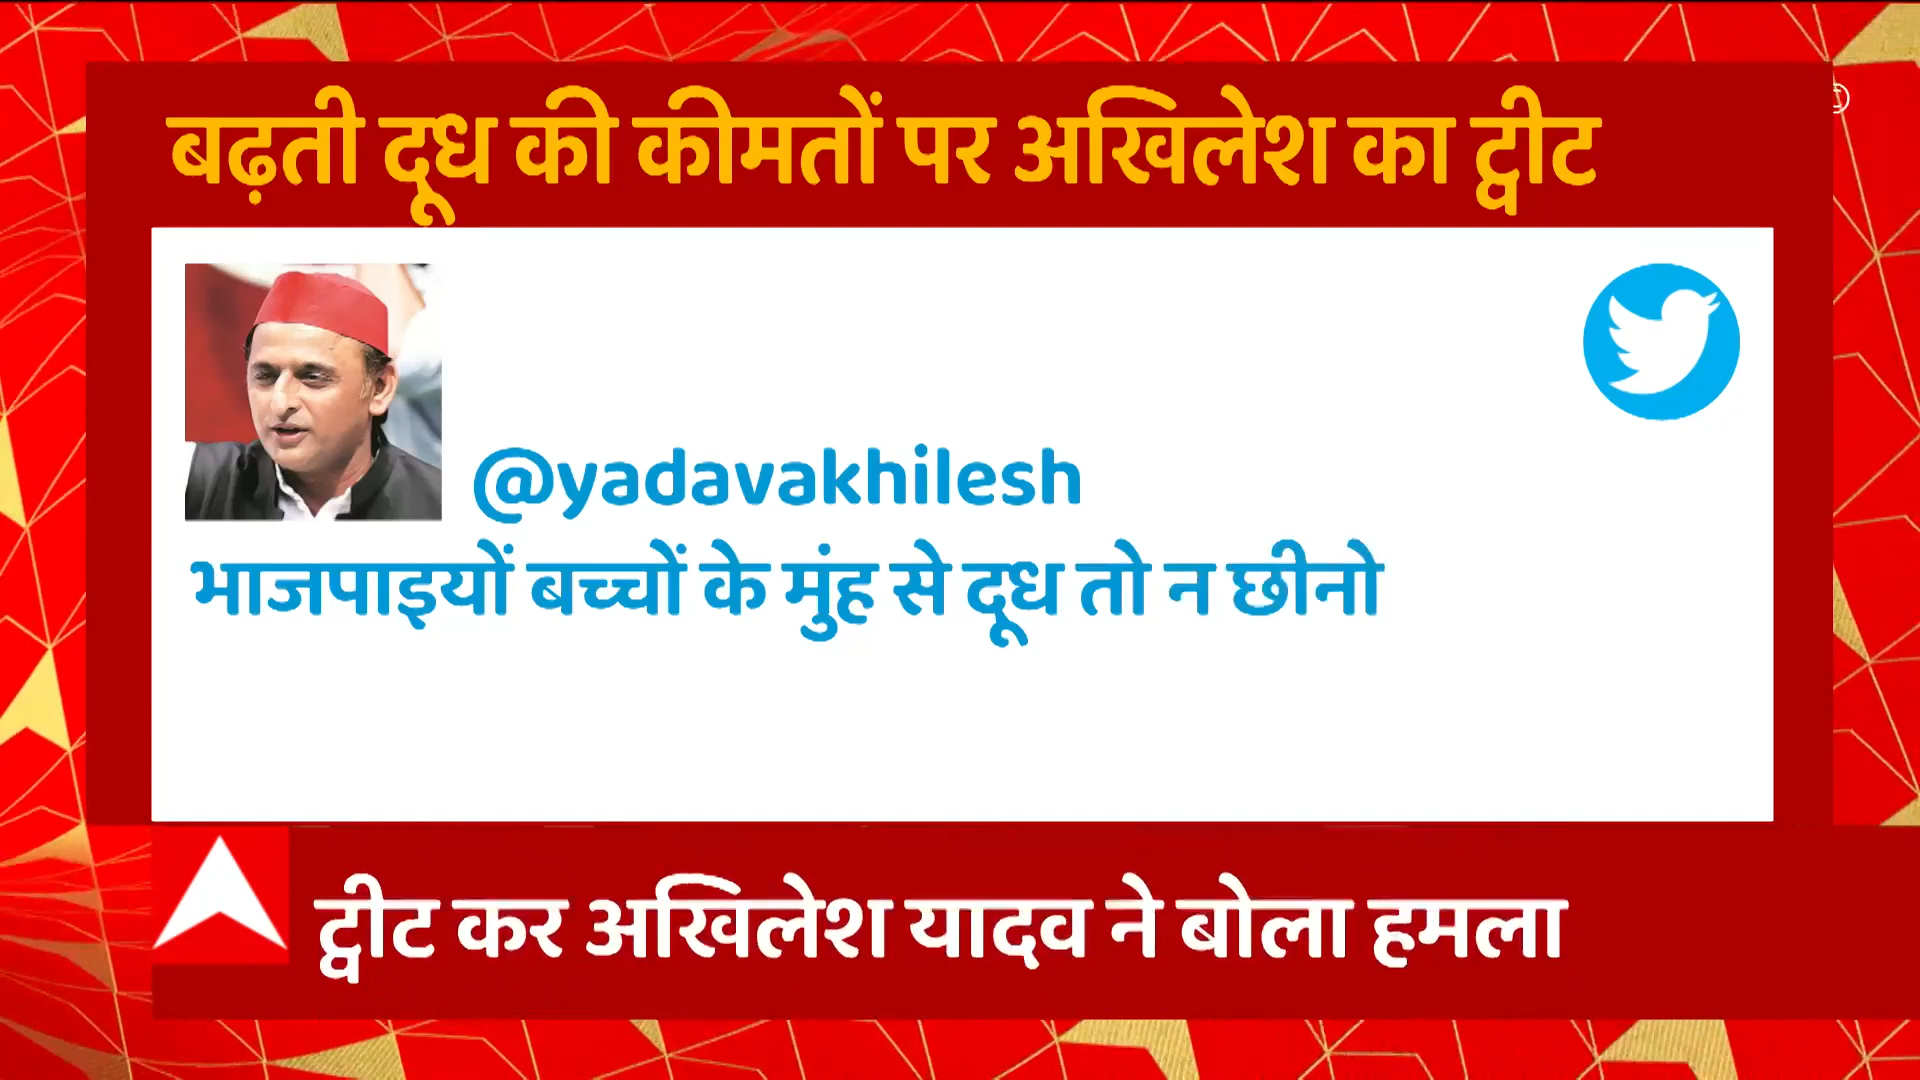 बढ़ती दूध की कीमतों पर अखिलेश का ट्वीट
@yadavakhilesh
भाजपाइयों बच्चों के मुंह से दूध तो न छीनो
ट्वीट कर अखिलेश यादव ने बोला हमला